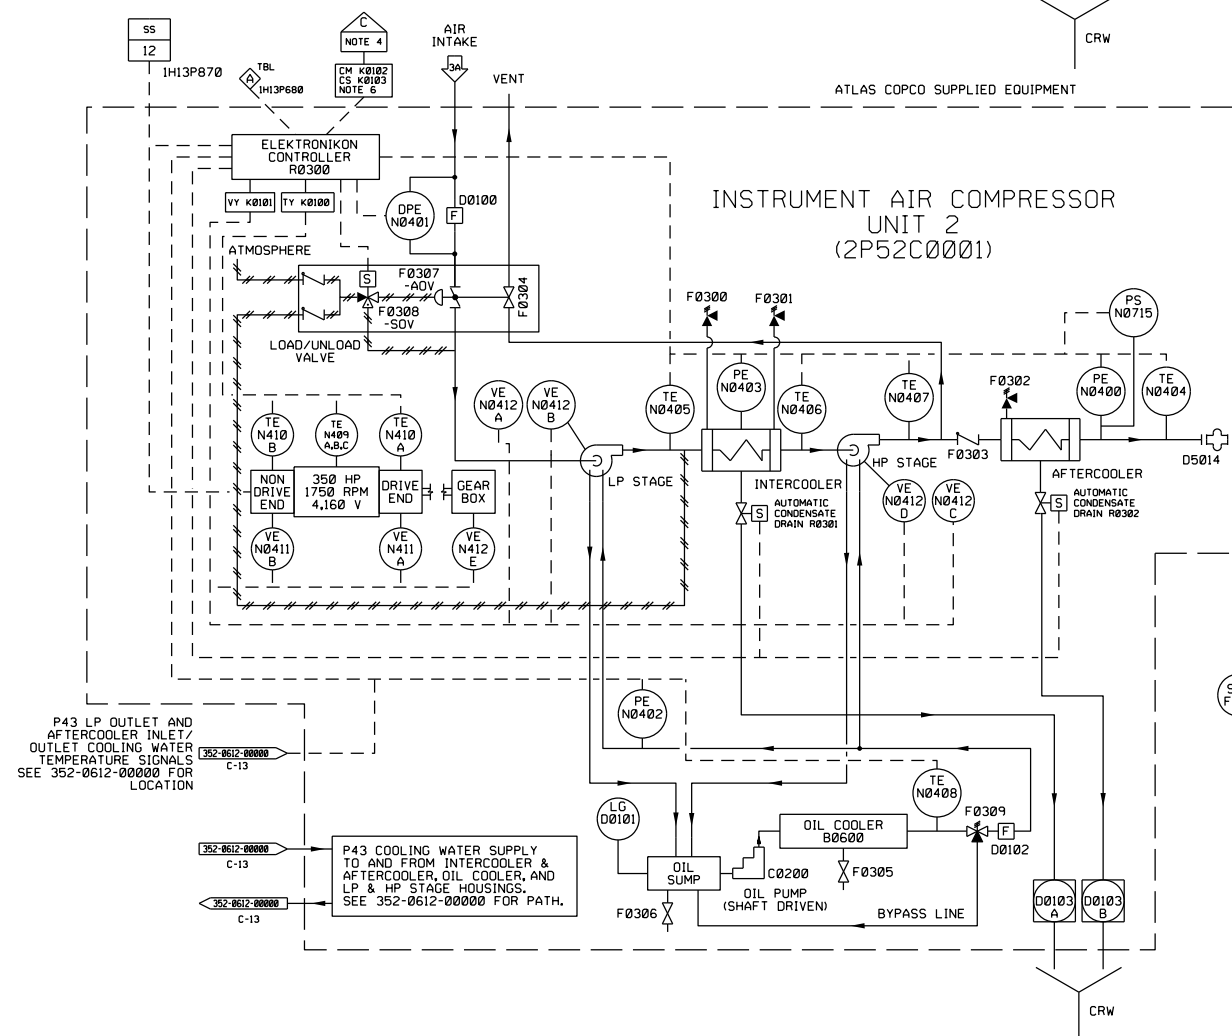 SS
12
1H13P870
A
TBL
1H13P680
C
NOTE 4
CM K0102
CS K0103
NOTE 6
AIR
INTAKE
3A
VENT
CRW
ATLAS COPCO SUPPLIED EQUIPMENT
ELEKTRONIKON
CONTROLLER
R0300
VY K0101
TY K0100
DPE
N0401
D0100
F
INSTRUMENT AIR COMPRESSOR
UNIT 2
(2P52C0001)
ATMOSPHERE
S
F0307
-AOV
F0308
-SOV
F0304
LOAD/UNLOAD
VALVE
F0300
F0301
PS
N0715
VE
N0412
A
VE
N0412
B
TE
N0405
PE
N0403
TE
N0406
TE
N0407
F0302
PE
N0400
TE
N0404
TE
N410
B
TE
N409
A,B,C
TE
N410
A
NON
DRIVE
END
350 HP
1750 RPM
4,160 V
DRIVE
END
GEAR
BOX
VE
N0411
B
VE
N411
A
VE
N412
E
LP STAGE
INTERCOOLER
HP STAGE
F0303
AFTERCOOLER
D5014
S
AUTOMATIC
CONDENSATE
DRAIN R0301
VE
N0412
D
VE
N0412
C
S
AUTOMATIC
CONDENSATE
DRAIN R0302
PE
N0402
P43 LP OUTLET AND
AFTERCOOLER INLET/
OUTLET COOLING WATER
TEMPERATURE SIGNALS
SEE 352-0612-00000 FOR
LOCATION
352-0612-00000
C-13
LG
D0101
TE
N0408
F0309
F
D0102
OIL COOLER
B0600
F0305
352-0612-00000
C-13
352-0612-00000
C-13
P43 COOLING WATER SUPPLY
TO AND FROM INTERCOOLER &
AFTERCOOLER, OIL COOLER, AND
LP & HP STAGE HOUSINGS.
SEE 352-0612-00000 FOR PATH.
OIL
SUMP
C0200
OIL PUMP
(SHAFT DRIVEN)
F0306
BYPASS LINE
D0103
A
D0103
B
CRW